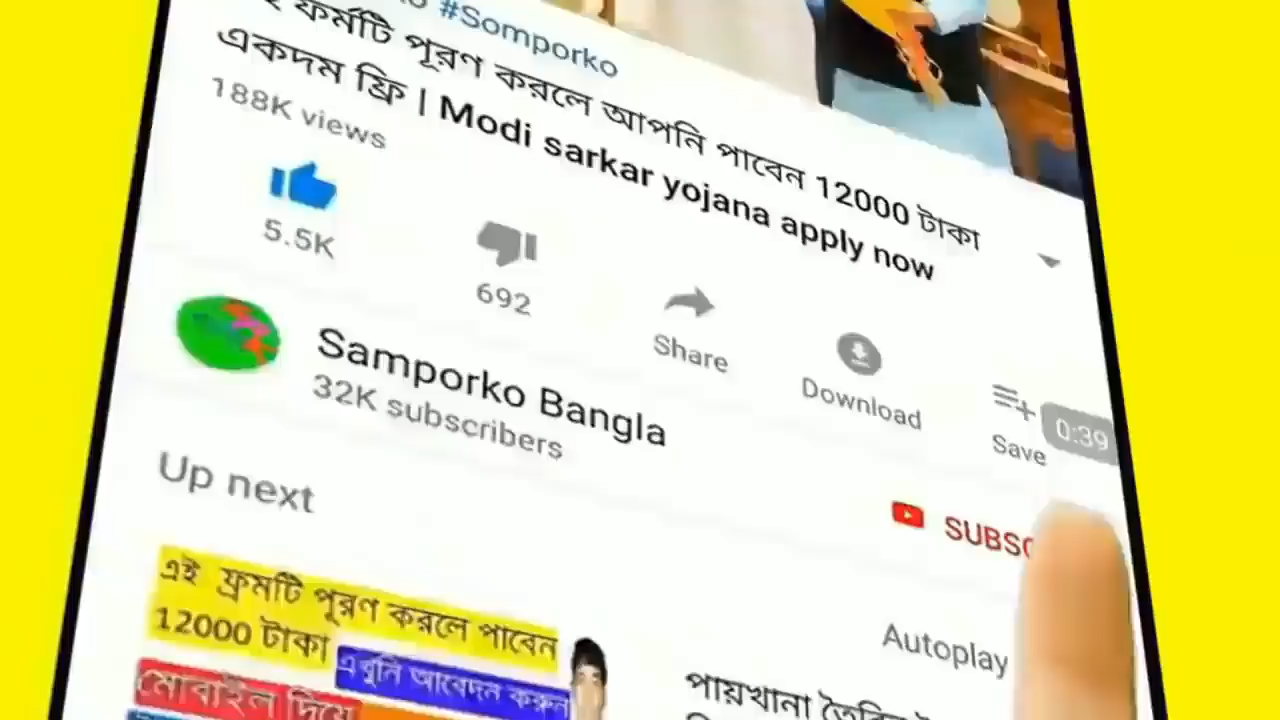 #Somporko
ফর্মটি পূরণ করলে আপনি পাবেন 12000 টাকা
একদম ফ্রি | Modi sarkar yojana apply now
188K views
5.5K
692
Share
Download
Save
0:39
Samporko Bangla
32K subscribers
SUBSC
Up next
Autoplay
এই ফ্রমটি পূরণ করলে পাবেন
12000 টাকা
এখুনি আবেদন করুন
মোবাইল দিয়ে
পায়খানা তৈরির